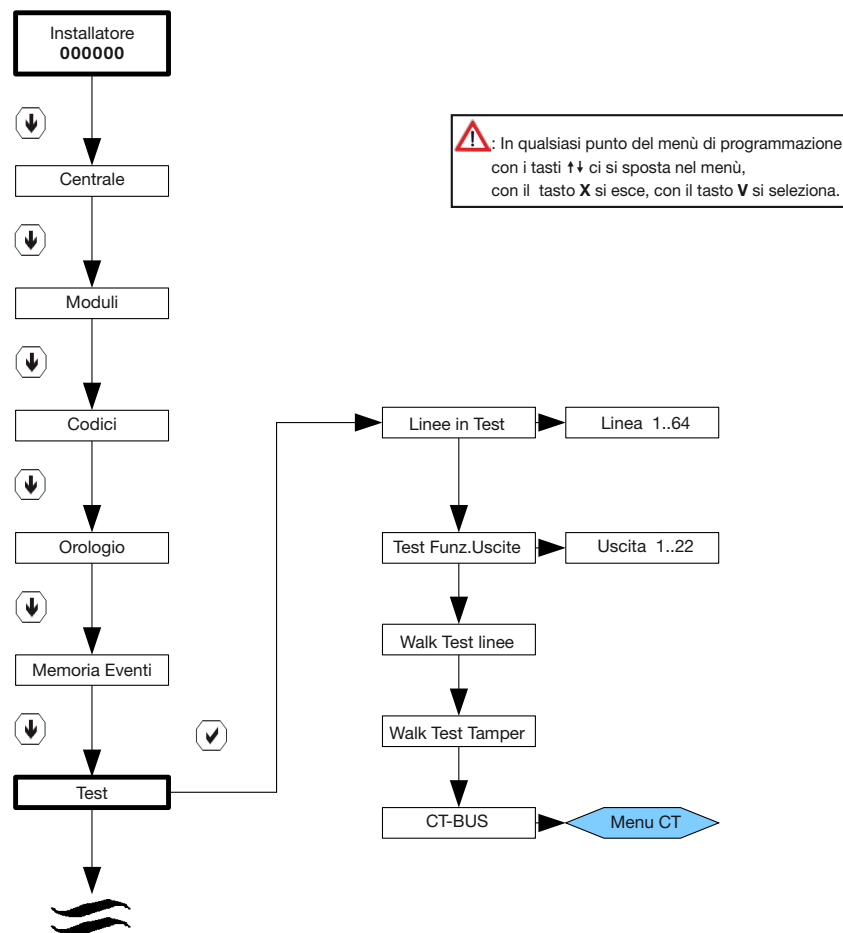 Installatore
000000
: In qualsiasi punto del menù di programmazione
con i tasti ↑↓ ci si sposta nel menù,
con il tasto X si esce, con il tasto V si seleziona.
Centrale
Moduli
Codici
Linee in Test
Linea 1..64
Orologio
Test Funz.Uscite
Uscita 1..22
Memoria Eventi
Walk Test linee
Walk Test Tamper
Test
CT-BUS
Menu CT